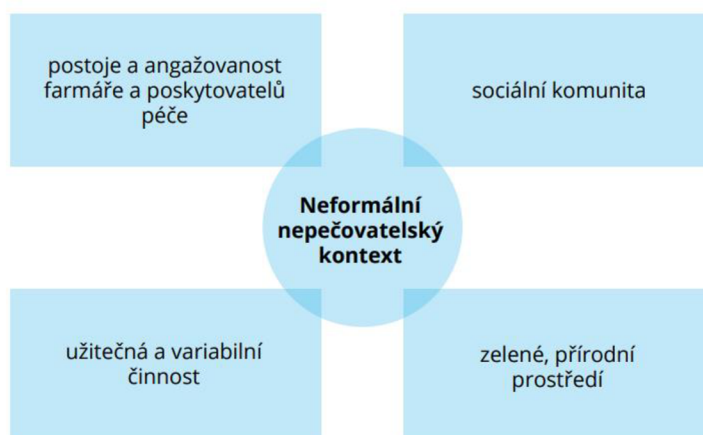 postoje a angažovanost
farmáře a poskytovatelů
péče
sociální komunita
Neformální
nepečovatelský
kontext
užitečná a variabilní
činnost
zelené, přírodní
prostředí